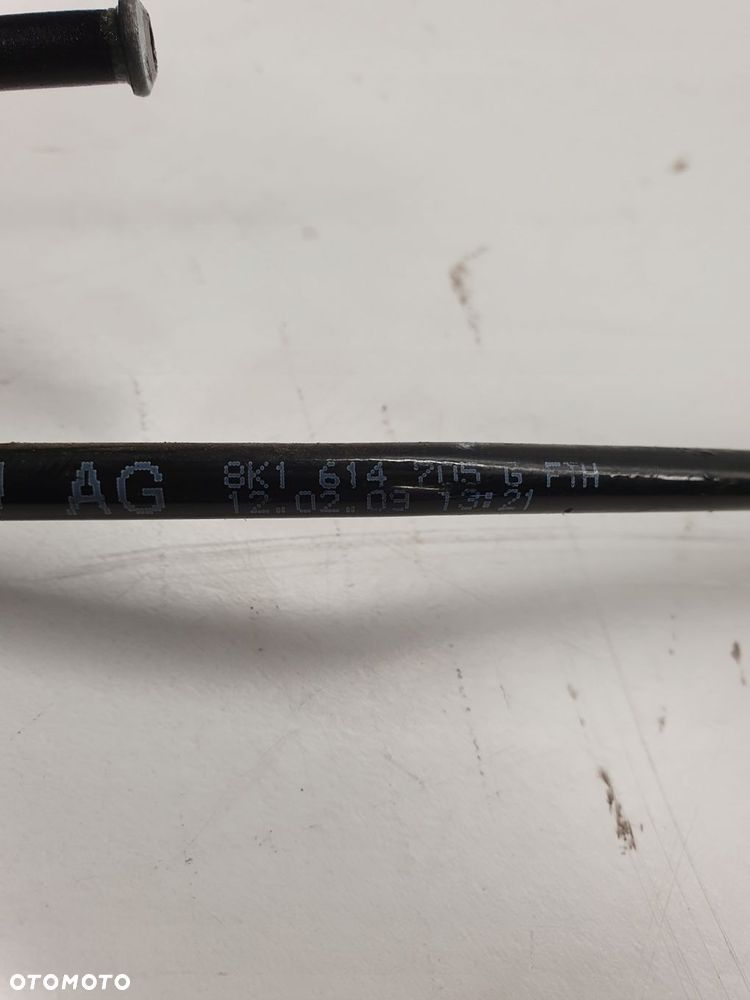 AG
8K1 614 705 G FTH
12.02.09 13:21
OTOMOTO